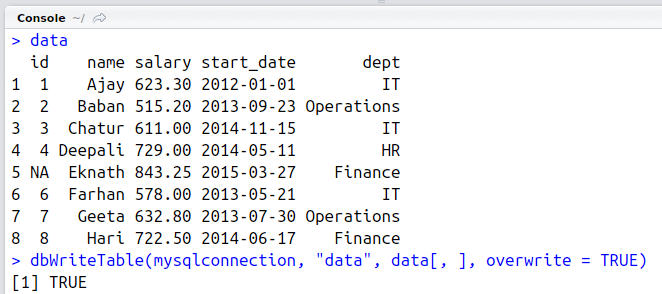 Console ~/
> data
  id     name salary start_date       dept
1  1     Ajay 623.30 2012-01-01         IT
2  2    Baban 515.20 2013-09-23 Operations
3  3   Chatur 611.00 2014-11-15         IT
4  4 Deepali 729.00 2014-05-11         HR
5 NA  Eknath 843.25 2015-03-27    Finance
6  6   Farhan 578.00 2013-05-21         IT
7  7    Geeta 632.80 2013-07-30 Operations
8  8     Hari 722.50 2014-06-17    Finance
> dbWriteTable(mysqlconnection, "data", data[, ], overwrite = TRUE)
[1] TRUE